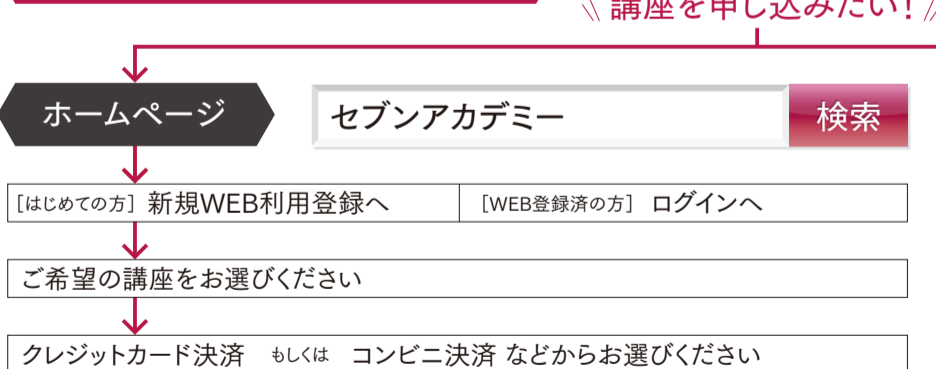 講座を申し込みたい!
ホームページ
セブンアカデミー 検索
[はじめての方] 新規WEB利用登録へ [WEB登録済の方] ログインへ
ご希望の講座をお選びください
クレジットカード決済 もしくは コンビニ決済 などからお選びください